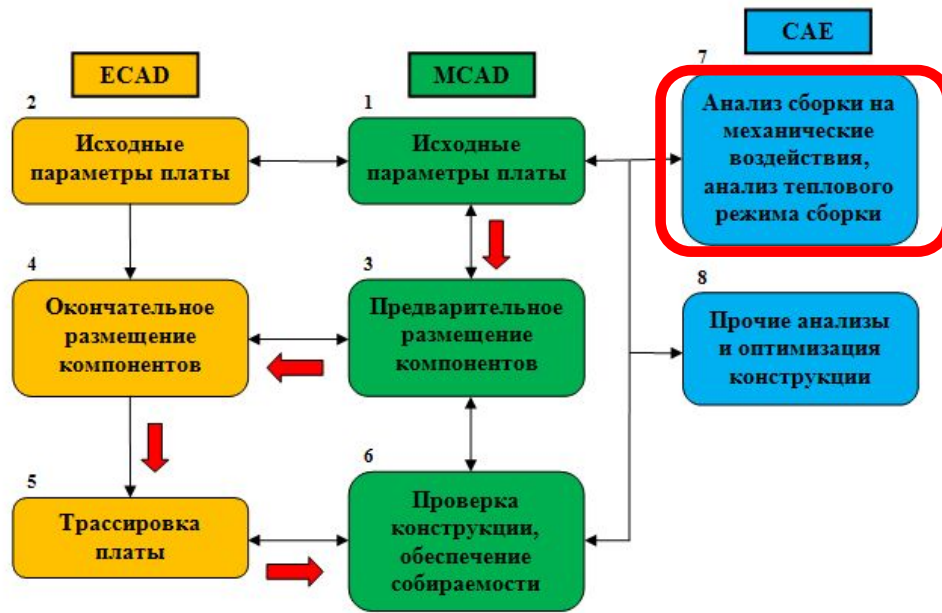 ECAD
MCAD
CAE
2
Исходные
параметры платы
1
Исходные
параметры платы
7
Анализ сборки на
механические
воздействия,
анализ теплового
режима сборки
4
Окончательное
размещение
компонентов
3
Предварительное
размещение
компонентов
8
Прочие анализы
и оптимизация
конструкции
5
Трассировка
платы
6
Проверка
конструкции,
обеспечение
собираемости